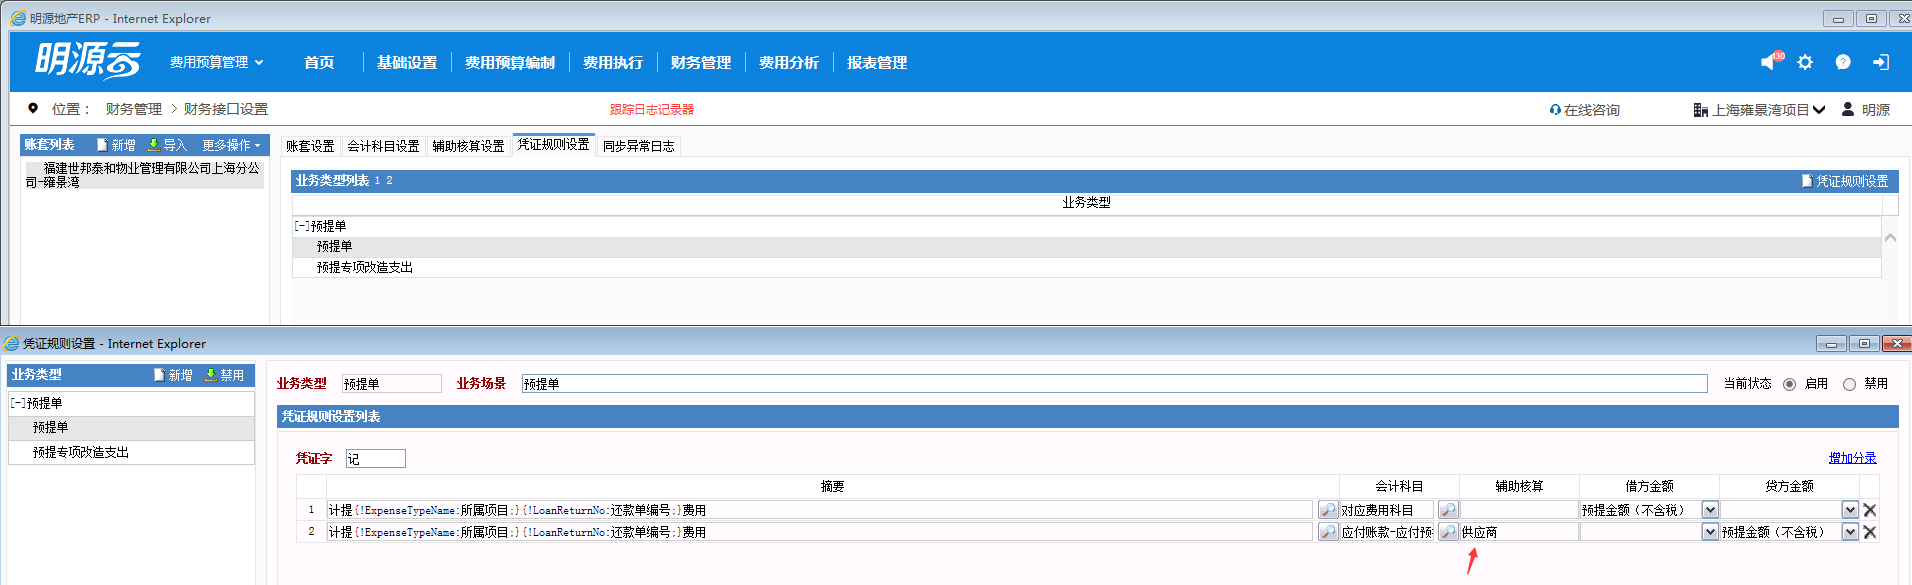 明源地产ERP - Internet Explorer
明源云 费用预算管理 首页 基础设置 费用预算编制 费用执行 财务管理 费用分析 报表管理
位置： 财务管理 > 财务接口设置 跟踪日志记录器 在线咨询 上海雍景湾项目 明源
账套列表 新增 导入 更多操作
福建世邦泰和物业管理有限公司上海分公
司-雍景湾
账套设置 会计科目设置 辅助核算设置 凭证规则设置 同步异常日志
业务类型列表 1 2 凭证规则设置
业务类型
[-]预提单
预提单
预提专项改造支出
凭证规则设置 - Internet Explorer
业务类型 新增 禁用
[-]预提单
预提单
预提专项改造支出
业务类型 预提单 业务场景 预提单 当前状态 启用 禁用
凭证规则设置列表
凭证字 记 增加分录
摘要 会计科目 辅助核算 借方金额 贷方金额
1 计提{!ExpenseTypeName:所属项目;}{!LoanReturnNo:还款单编号;}费用 对应费用科目 预提金额（不含税）
2 计提{!ExpenseTypeName:所属项目;}{!LoanReturnNo:还款单编号;}费用 应付账款-应付预 供应商 预提金额（不含税）